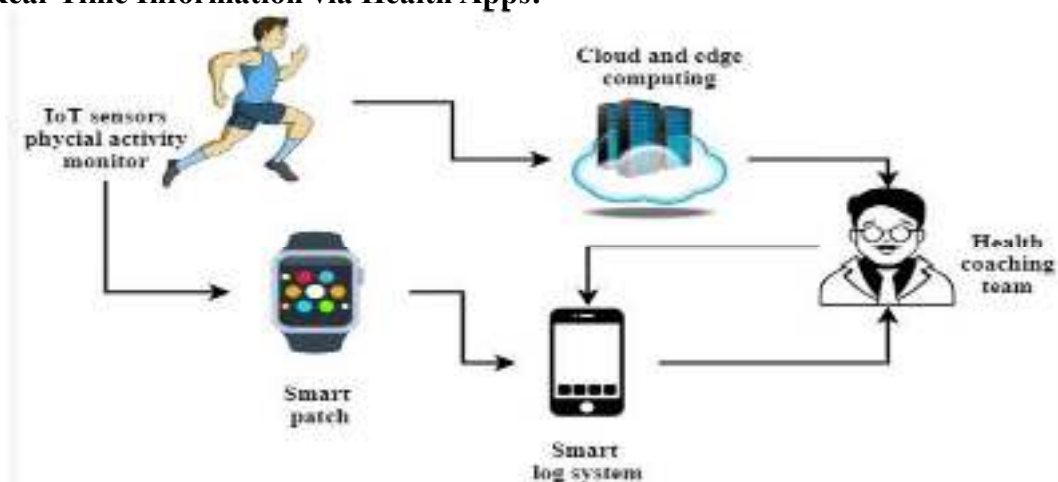 Real Time Information via Health Apps:
Cloud and edge
computing
IoT sensors
phycial activity
monitor
Health
coaching
team
Smart
patch
Smart
log system